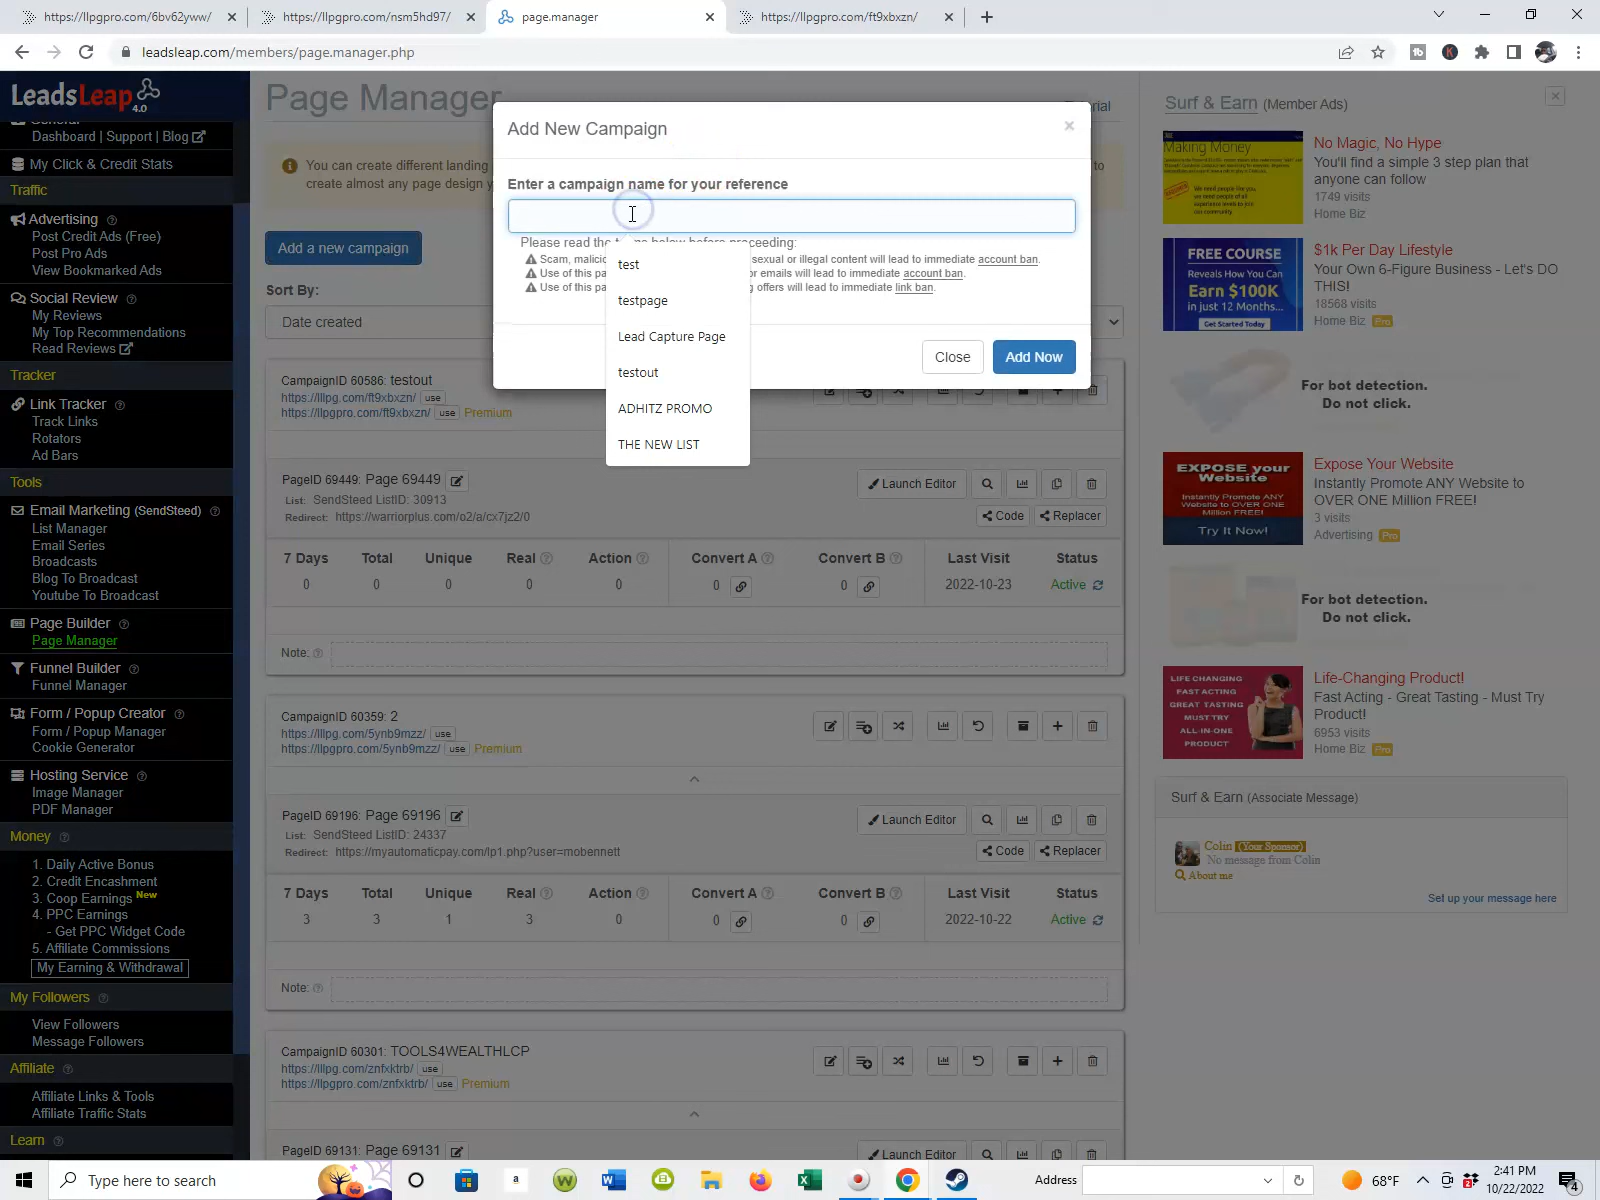 https://llpgpro.com/6bv62yww/
https://llpgpro.com/nsm5hd97/
page.manager
https://llpgpro.com/ft9xbxzn/
leadsleap.com/members/page.manager.php
LeadsLeap 4.0
Dashboard | Support | Blog
My Click & Credit Stats
Traffic
Advertising
Post Credit Ads (Free)
Post Pro Ads
View Bookmarked Ads
Social Review
My Reviews
My Top Recommendations
Read Reviews
Tracker
Link Tracker
Track Links
Rotators
Ad Bars
Tools
Email Marketing (SendSteed)
List Manager
Email Series
Broadcasts
Blog To Broadcast
Youtube To Broadcast
Page Builder
Page Manager
Funnel Builder
Funnel Manager
Form / Popup Creator
Form / Popup Manager
Cookie Generator
Hosting Service
Image Manager
PDF Manager
Money
1. Daily Active Bonus
2. Credit Encashment
3. Coop Earnings New
4. PPC Earnings
- Get PPC Widget Code
5. Affiliate Commissions
My Earning & Withdrawal
My Followers
View Followers
Message Followers
Affiliate
Affiliate Links & Tools
Affiliate Traffic Stats
Learn
Page Manager
You can create different landing
create almost any page design
to
Add a new campaign
Sort By:
Date created
Add New Campaign
×
Enter a campaign name for your reference
Please read the
below before proceeding:
Scam,
sexual or illegal content will lead to immediate account ban.
Use of this
or emails will lead to immediate account ban.
Use of this
offers will lead to immediate link ban.
test
testpage
Lead Capture Page
testout
ADHITZ PROMO
THE NEW LIST
Close
Add Now
CampaignID 60586: testout
https://llpg.com/ft9xbxzn/ use
https://llpgpro.com/ft9xbxzn/ use Premium
PageID 69449: Page 69449
List: SendSteed ListID: 30913
Redirect: https://warriorplus.com/o2/a/cx7jz2/0
Launch Editor
Code
Replacer
7 Days Total Unique Real Action Convert A Convert B Last Visit Status
0 0 0 0 0 0 0 2022-10-23 Active
Note:
CampaignID 60359: 2
https://llpg.com/5ynb9mzz/ use
https://llpgpro.com/5ynb9mzz/ use Premium
PageID 69196: Page 69196
List: SendSteed ListID: 24337
Redirect: https://myautomaticpay.com/lp1.php?user=mobennett
Launch Editor
Code
Replacer
7 Days Total Unique Real Action Convert A Convert B Last Visit Status
3 3 1 3 0 0 0 2022-10-22 Active
Note:
CampaignID 60301: TOOLS4WEALTHLCP
https://llpg.com/znfxktrb/ use
https://llpgpro.com/znfxktrb/ use Premium
PageID 69131: Page 69131
Launch Editor
Surf & Earn (Member Ads)
Making Money
No Magic, No Hype
You'll find a simple 3 step plan that
anyone can follow
1749 visits
Home Biz
FREE COURSE
Reveals How You Can
Earn $100K
in just 12 Months...
Get Started Today
$1k Per Day Lifestyle
Your Own 6-Figure Business - Let's DO
THIS!
18568 visits
Home Biz Pro
For bot detection.
Do not click.
EXPOSE your
Website
Instantly Promote ANY
Website to Over ONE
Million FREE!
Try It Now!
Expose Your Website
Instantly Promote ANY Website to
OVER ONE Million FREE!
3 visits
Advertising Pro
For bot detection.
Do not click.
LIFE CHANGING
FAST ACTING
GREAT TASTING
MUST TRY
ALL-IN-ONE
PRODUCT
Life-Changing Product!
Fast Acting - Great Tasting - Must Try
Product!
6953 visits
Home Biz Pro
Surf & Earn (Associate Message)
Colin (Your Sponsor)
No message from Colin
About me
Set up your message here
Type here to search
Address
68°F
2:41 PM
10/22/2022
4